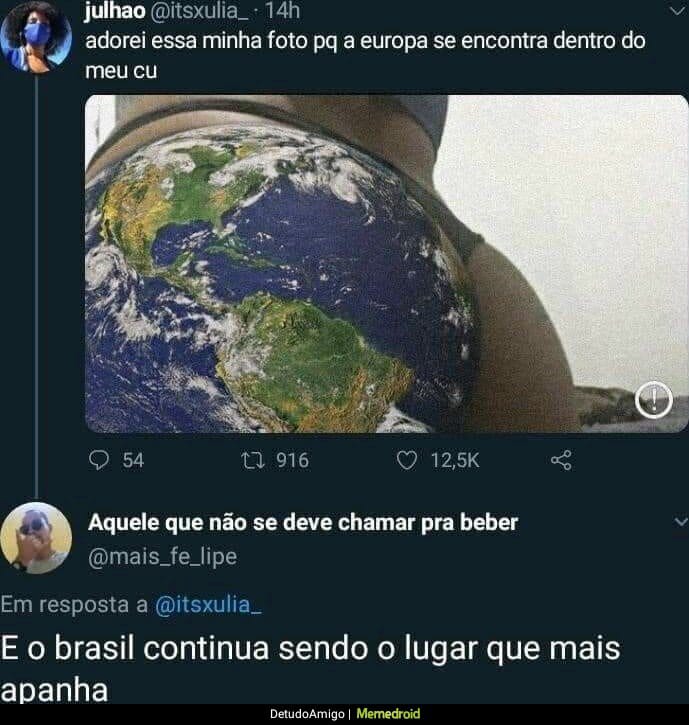 julhao @itsxulia_ · 14h
adorei essa minha foto pq a europa se encontra dentro do
meu cu
54 916 12,5K
Aquele que não se deve chamar pra beber
@mais_fe_lipe
Em resposta a @itsxulia_
E o brasil continua sendo o lugar que mais
apanha
DetudoAmigo | Memedroid